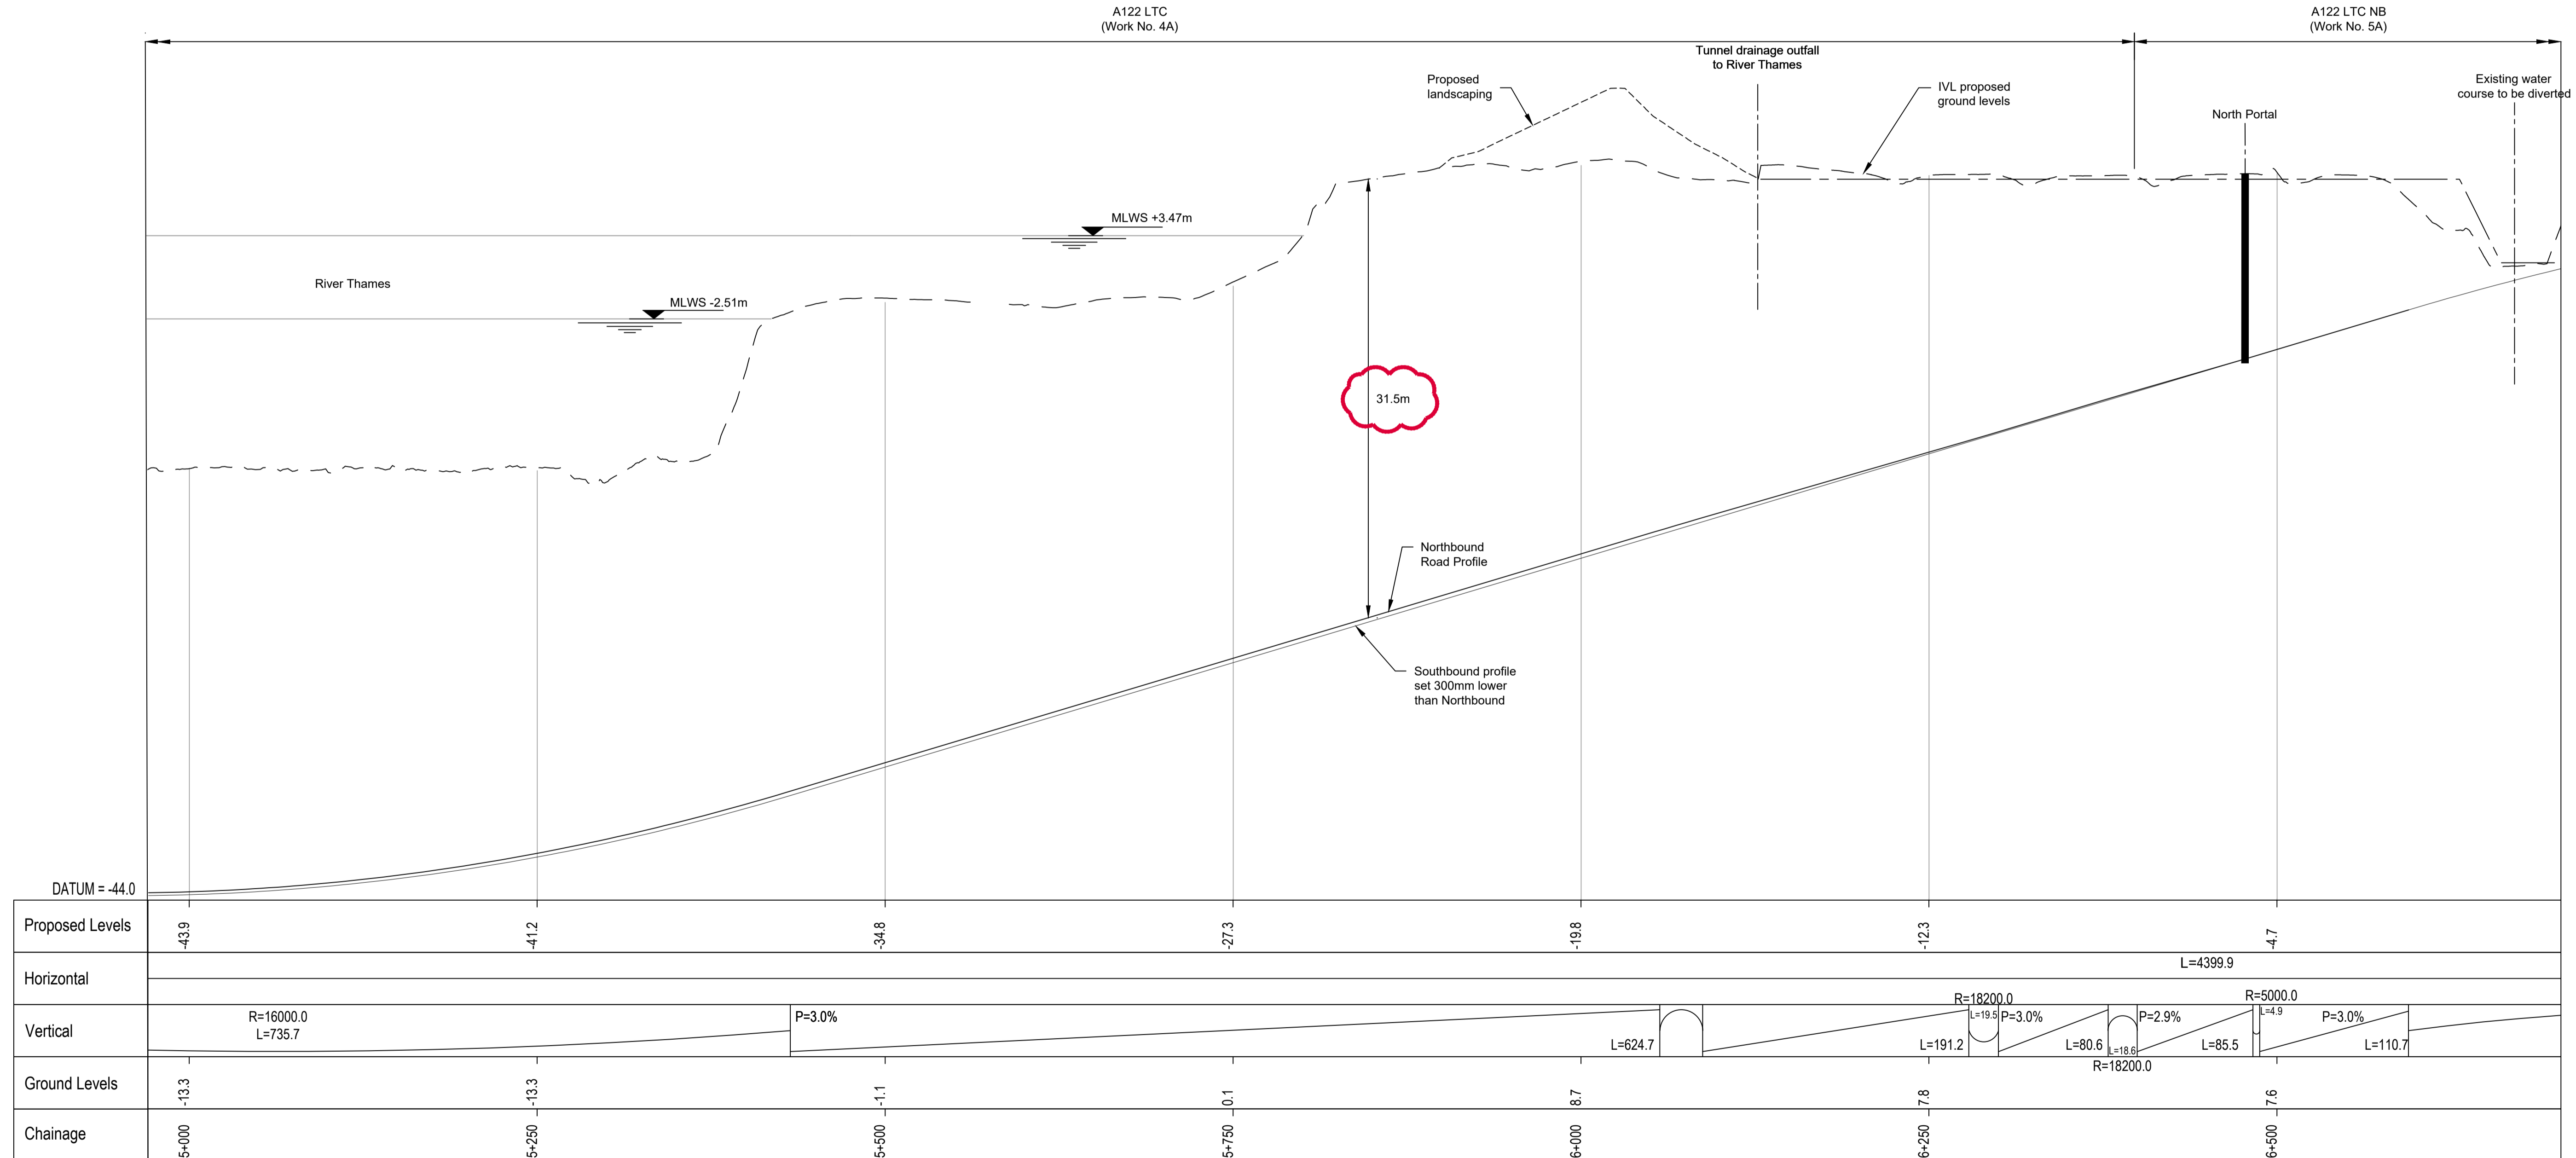 A122 LTC
(Work No. 4A)
A122 LTC NB
(Work No. 5A)
Tunnel drainage outfall
to River Thames
Proposed
landscaping
IVL proposed
ground levels
Existing water
course to be diverted
North Portal
MLWS +3.47m
River Thames
MLWS -2.51m
31.5m
Northbound
Road Profile
Southbound profile
set 300mm lower
than Northbound
DATUM = -44.0
Proposed Levels
-43.9
-41.2
-34.8
-27.3
-19.8
-12.3
-4.7
Horizontal
L=4399.9
Vertical
R=16000.0
L=735.7
P=3.0%
L=624.7
L=191.2
R=18200.0
L=19.5
P=3.0%
L=80.6
L=18.6
R=18200.0
P=2.9%
L=85.5
R=5000.0
L=4.9
P=3.0%
L=110.7
Ground Levels
-13.3
-13.3
-1.1
0.1
8.7
7.8
7.6
Chainage
5+000
5+250
5+500
5+750
6+000
6+250
6+500